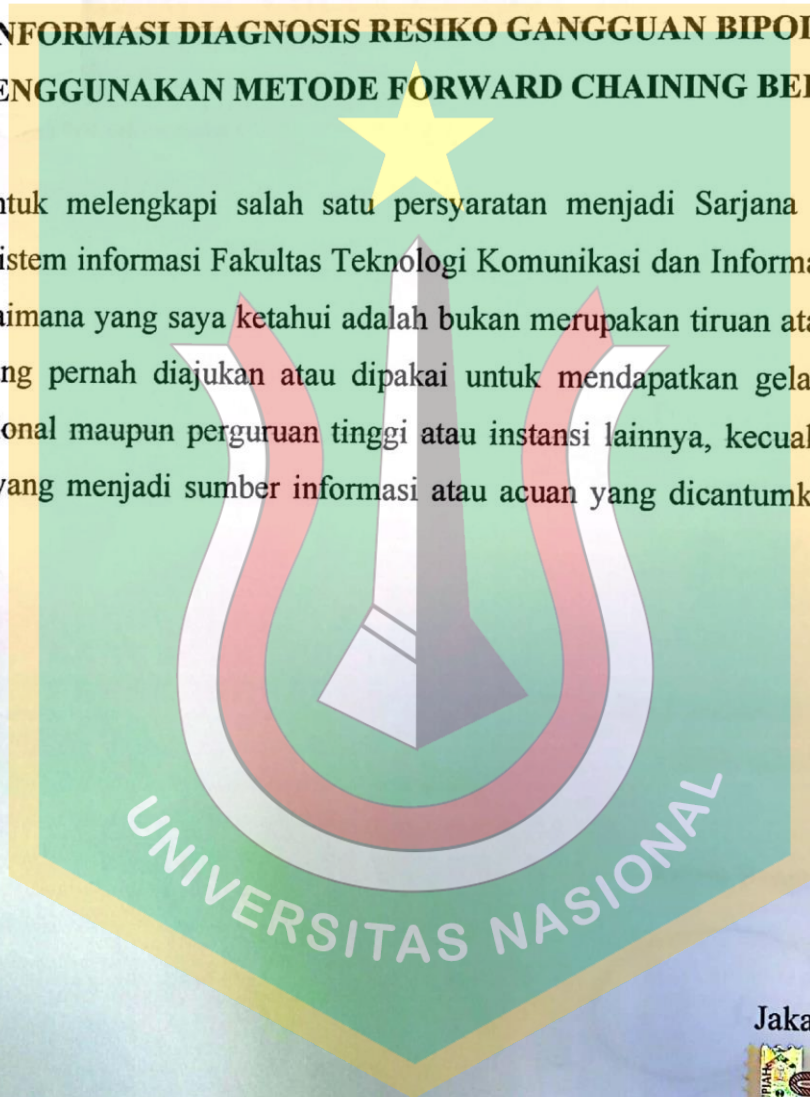 NFORMASI DIAGNOSIS RESIKO GANGGUAN BIPO
ENGGUNAKAN METODE FORWARD CHAINING BE
ntuk melengkapi salah satu persyaratan menjadi Sarjana
istem informasi Fakultas Teknologi Komunikasi dan Informa
aimana yang saya ketahui adalah bukan merupakan tiruan ata
ng pernah diajukan atau dipakai untuk mendapatkan gela
onal maupun perguruan tinggi atau instansi lainnya, kecual
yang menjadi sumber informasi atau acuan yang dicantumk
UNIVERSITAS NASIONAL
Jaka